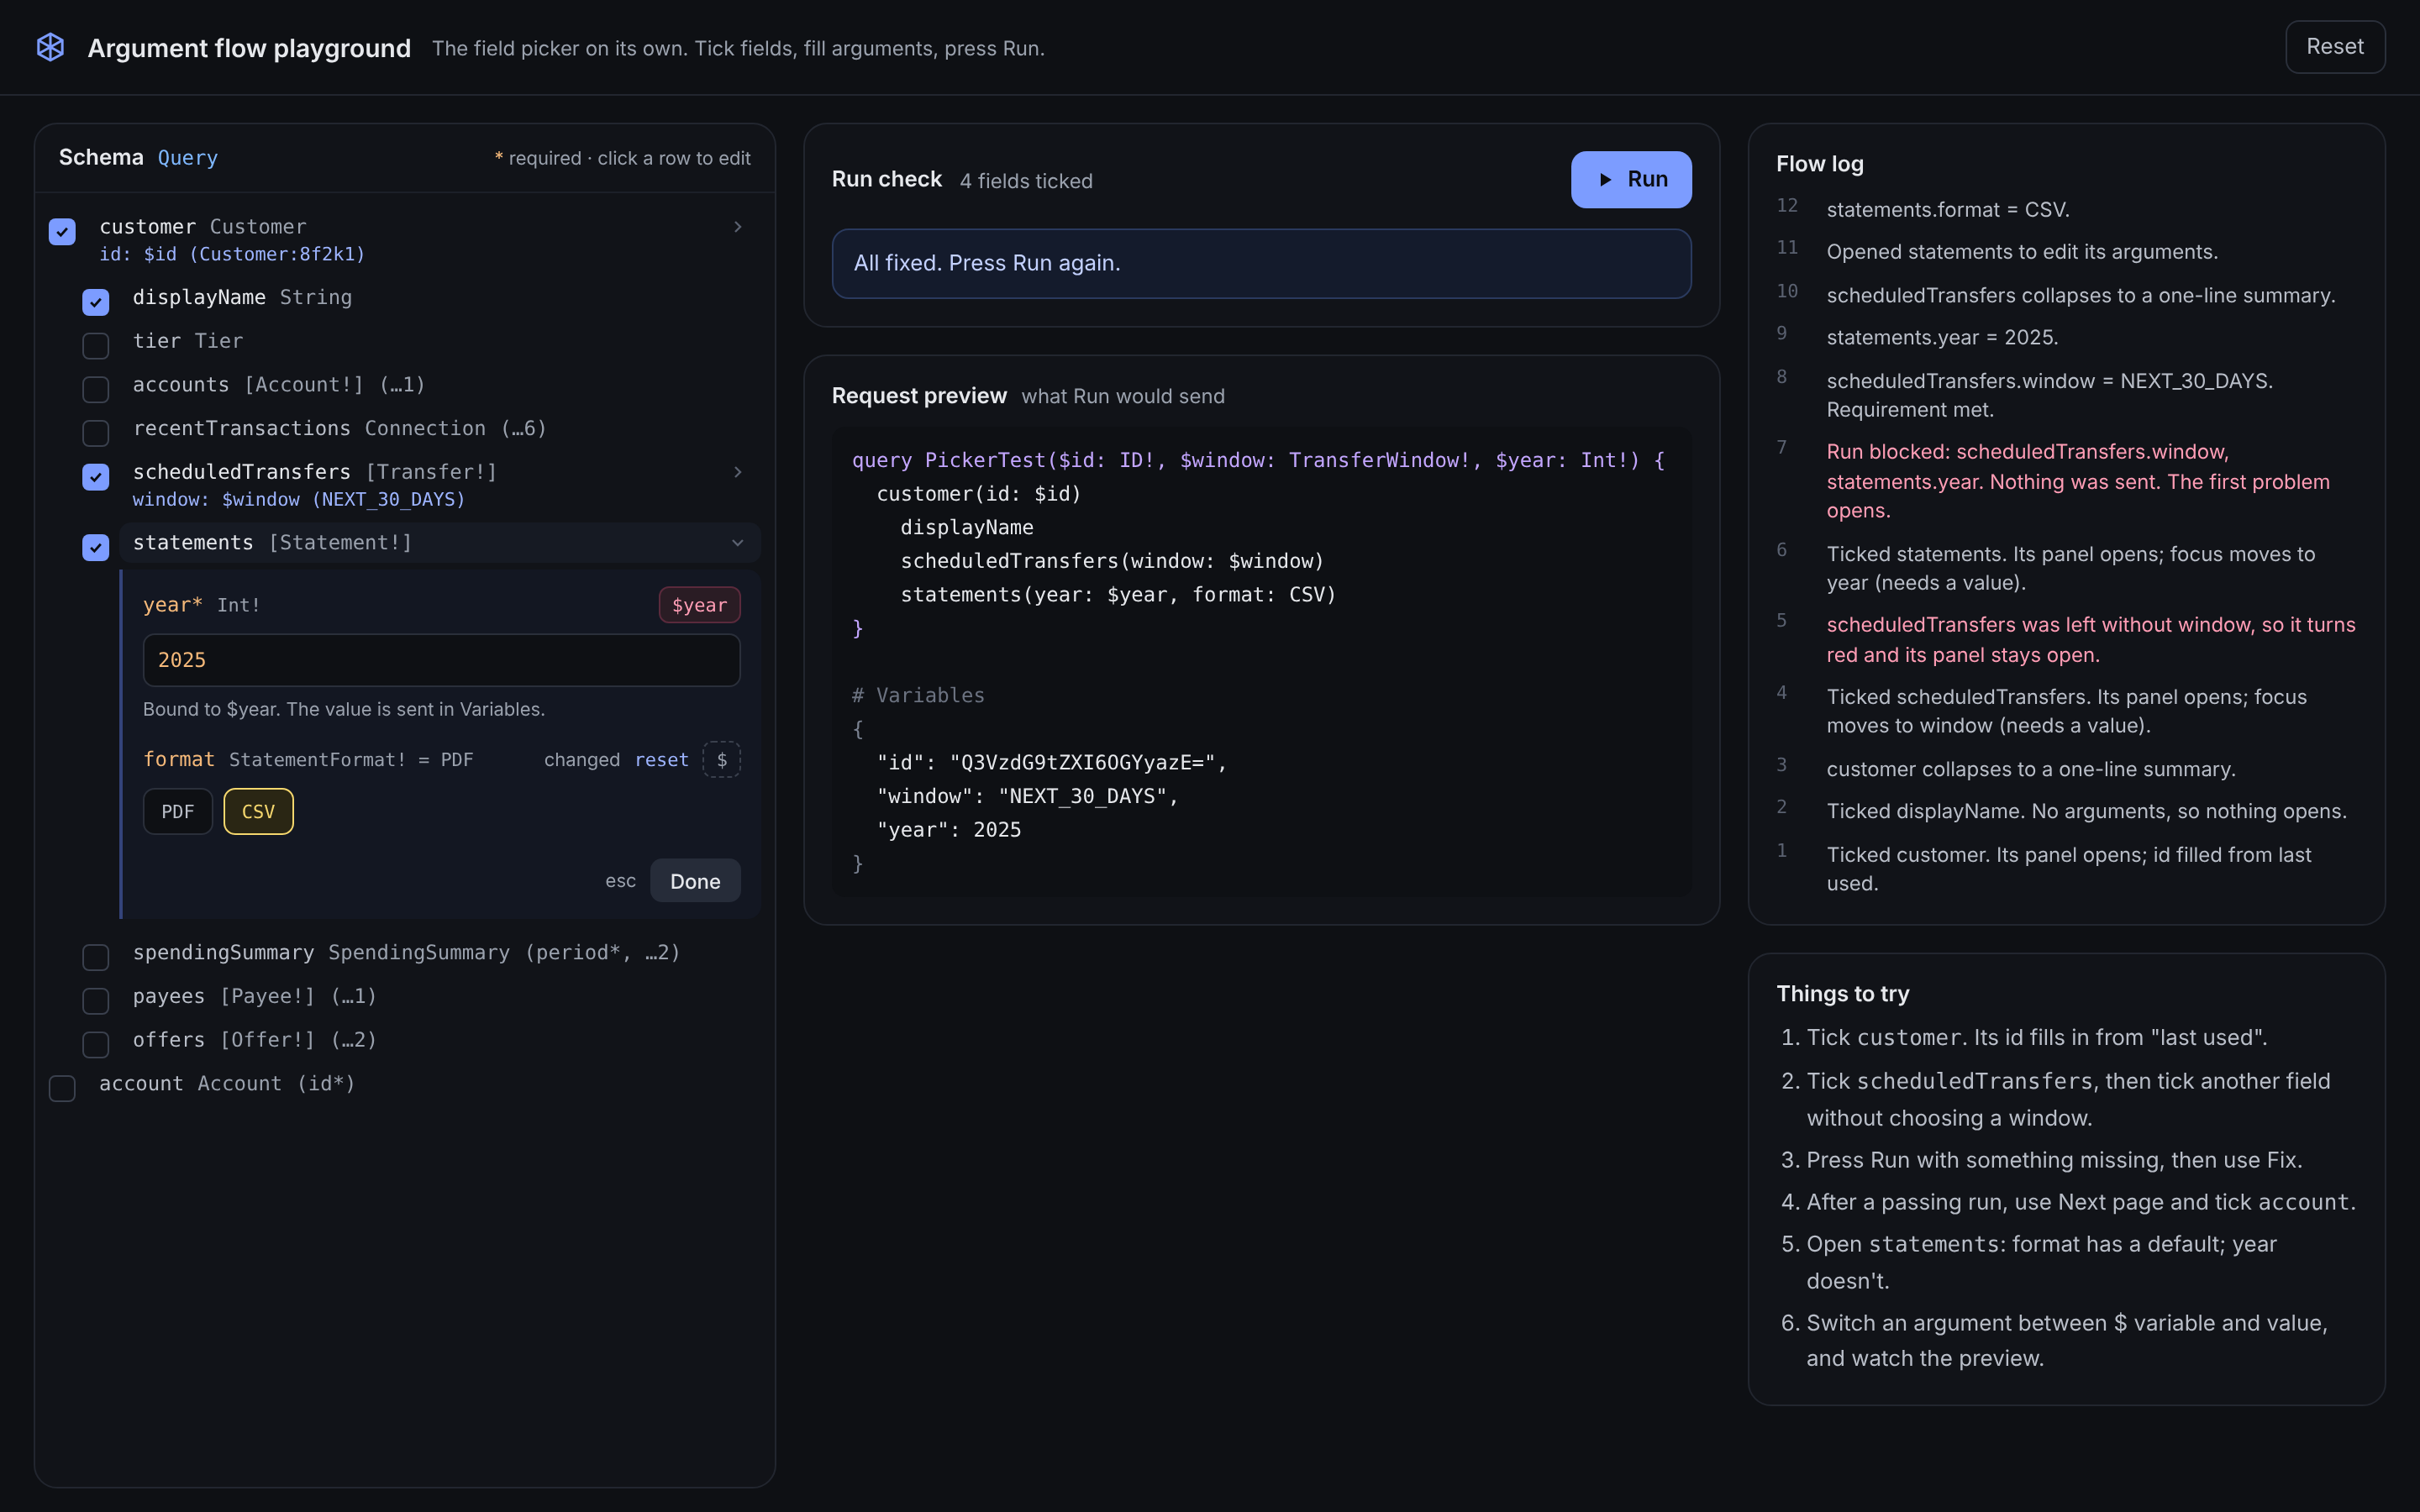 Argument flow playground The field picker on its own. Tick fields, fill arguments, press Run. Reset
Schema Query * required · click a row to edit
customer Customer
id: $id (Customer:8f2k1)
displayName String
tier Tier
accounts [Account!] (…1)
recentTransactions Connection (…6)
scheduledTransfers [Transfer!]
window: $window (NEXT_30_DAYS)
statements [Statement!]
year* Int! $year
2025
Bound to $year. The value is sent in Variables.
format StatementFormat! = PDF changed reset $
PDF CSV
esc Done
spendingSummary SpendingSummary (period*, …2)
payees [Payee!] (…1)
offers [Offer!] (…2)
account Account (id*)
Run check 4 fields ticked Run
All fixed. Press Run again.
Request preview what Run would send
query PickerTest($id: ID!, $window: TransferWindow!, $year: Int!) {
customer(id: $id)
displayName
scheduledTransfers(window: $window)
statements(year: $year, format: CSV)
}
# Variables
{
"id": "Q3VzdG9tZXI6OGYyazE=",
"window": "NEXT_30_DAYS",
"year": 2025
}
Flow log
12 statements.format = CSV.
11 Opened statements to edit its arguments.
10 scheduledTransfers collapses to a one-line summary.
9 statements.year = 2025.
8 scheduledTransfers.window = NEXT_30_DAYS.
Requirement met.
7 Run blocked: scheduledTransfers.window,
statements.year. Nothing was sent. The first problem
opens.
6 Ticked statements. Its panel opens; focus moves to
year (needs a value).
5 scheduledTransfers was left without window, so it turns
red and its panel stays open.
4 Ticked scheduledTransfers. Its panel opens; focus
moves to window (needs a value).
3 customer collapses to a one-line summary.
2 Ticked displayName. No arguments, so nothing opens.
1 Ticked customer. Its panel opens; id filled from last
used.
Things to try
1. Tick customer. Its id fills in from "last used".
2. Tick scheduledTransfers, then tick another field
without choosing a window.
3. Press Run with something missing, then use Fix.
4. After a passing run, use Next page and tick account.
5. Open statements: format has a default; year
doesn't.
6. Switch an argument between $ variable and value,
and watch the preview.